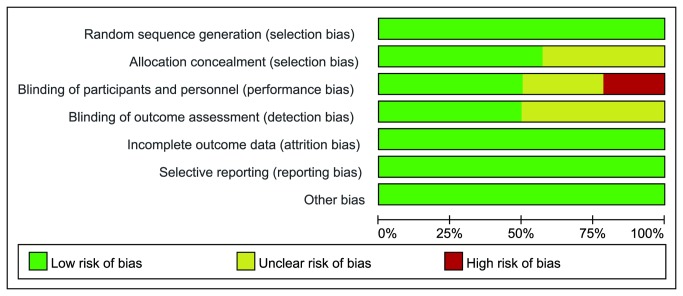 Random sequence generation (selection bias)
Allocation concealment (selection bias)
Blinding of participants and personnel (performance bias)
Blinding of outcome assessment (detection bias)
Incomplete outcome data (attrition bias)
Selective reporting (reporting bias)
Other bias
0% 25% 50% 75% 100%
Low risk of bias Unclear risk of bias High risk of bias